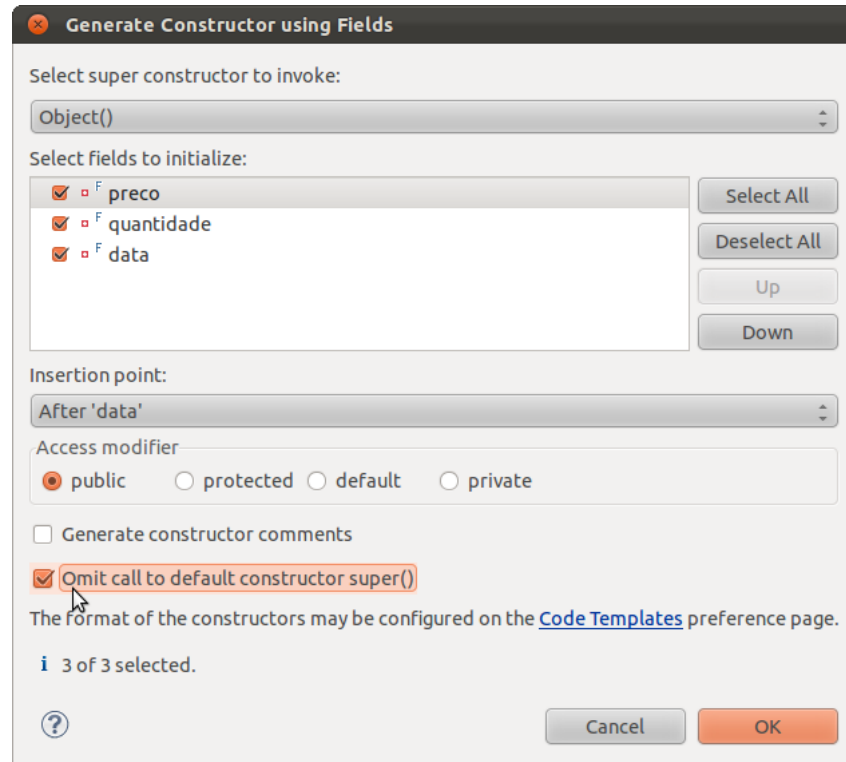 Generate Constructor using Fields
Select super constructor to invoke:
Object()
Select fields to initialize:
F preco
F quantidade
F data
Select All
Deselect All
Up
Down
Insertion point:
After 'data'
Access modifier
public protected default private
Generate constructor comments
Omit call to default constructor super()
The format of the constructors may be configured on the Code Templates preference page.
i 3 of 3 selected.
?
Cancel OK